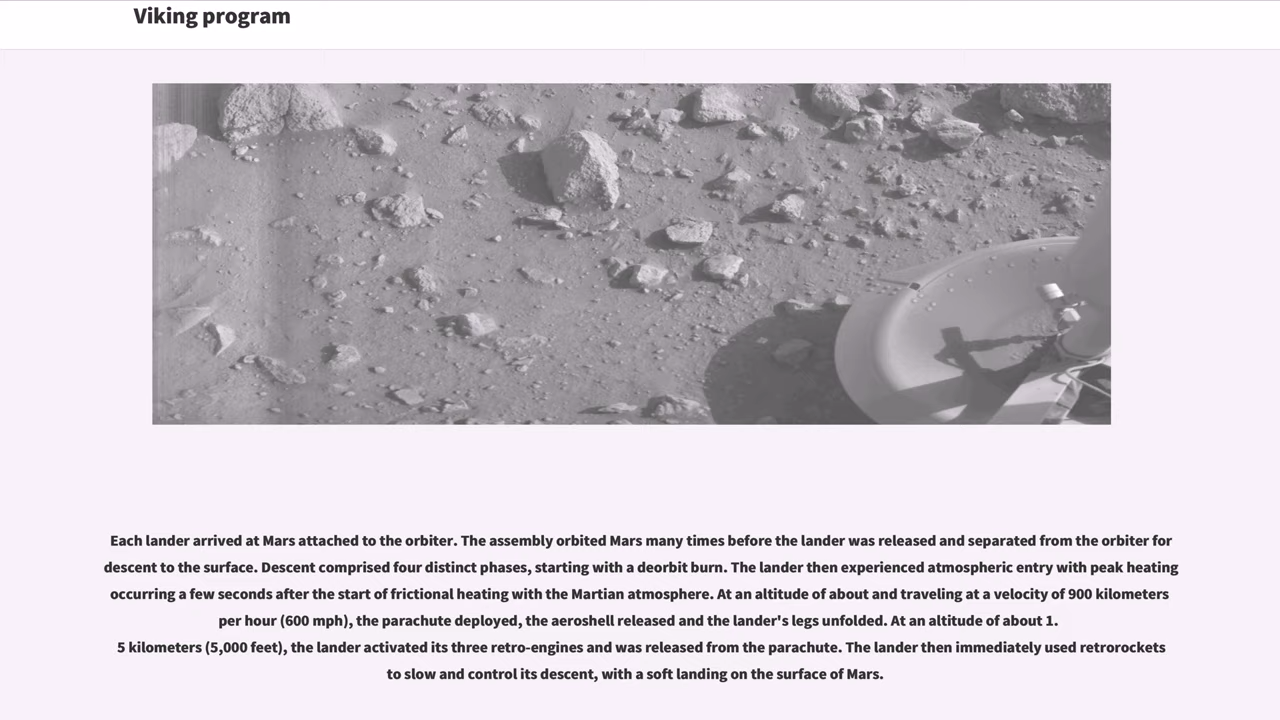 Viking program
Each lander arrived at Mars attached to the orbiter. The assembly orbited Mars many times before the lander was released and separated from the orbiter for
descent to the surface. Descent comprised four distinct phases, starting with a deorbit burn. The lander then experienced atmospheric entry with peak heating
occurring a few seconds after the start of frictional heating with the Martian atmosphere. At an altitude of about and traveling at a velocity of 900 kilometers
per hour (600 mph), the parachute deployed, the aeroshell released and the lander's legs unfolded. At an altitude of about 1.
5 kilometers (5,000 feet), the lander activated its three retro-engines and was released from the parachute. The lander then immediately used retrorockets
to slow and control its descent, with a soft landing on the surface of Mars.